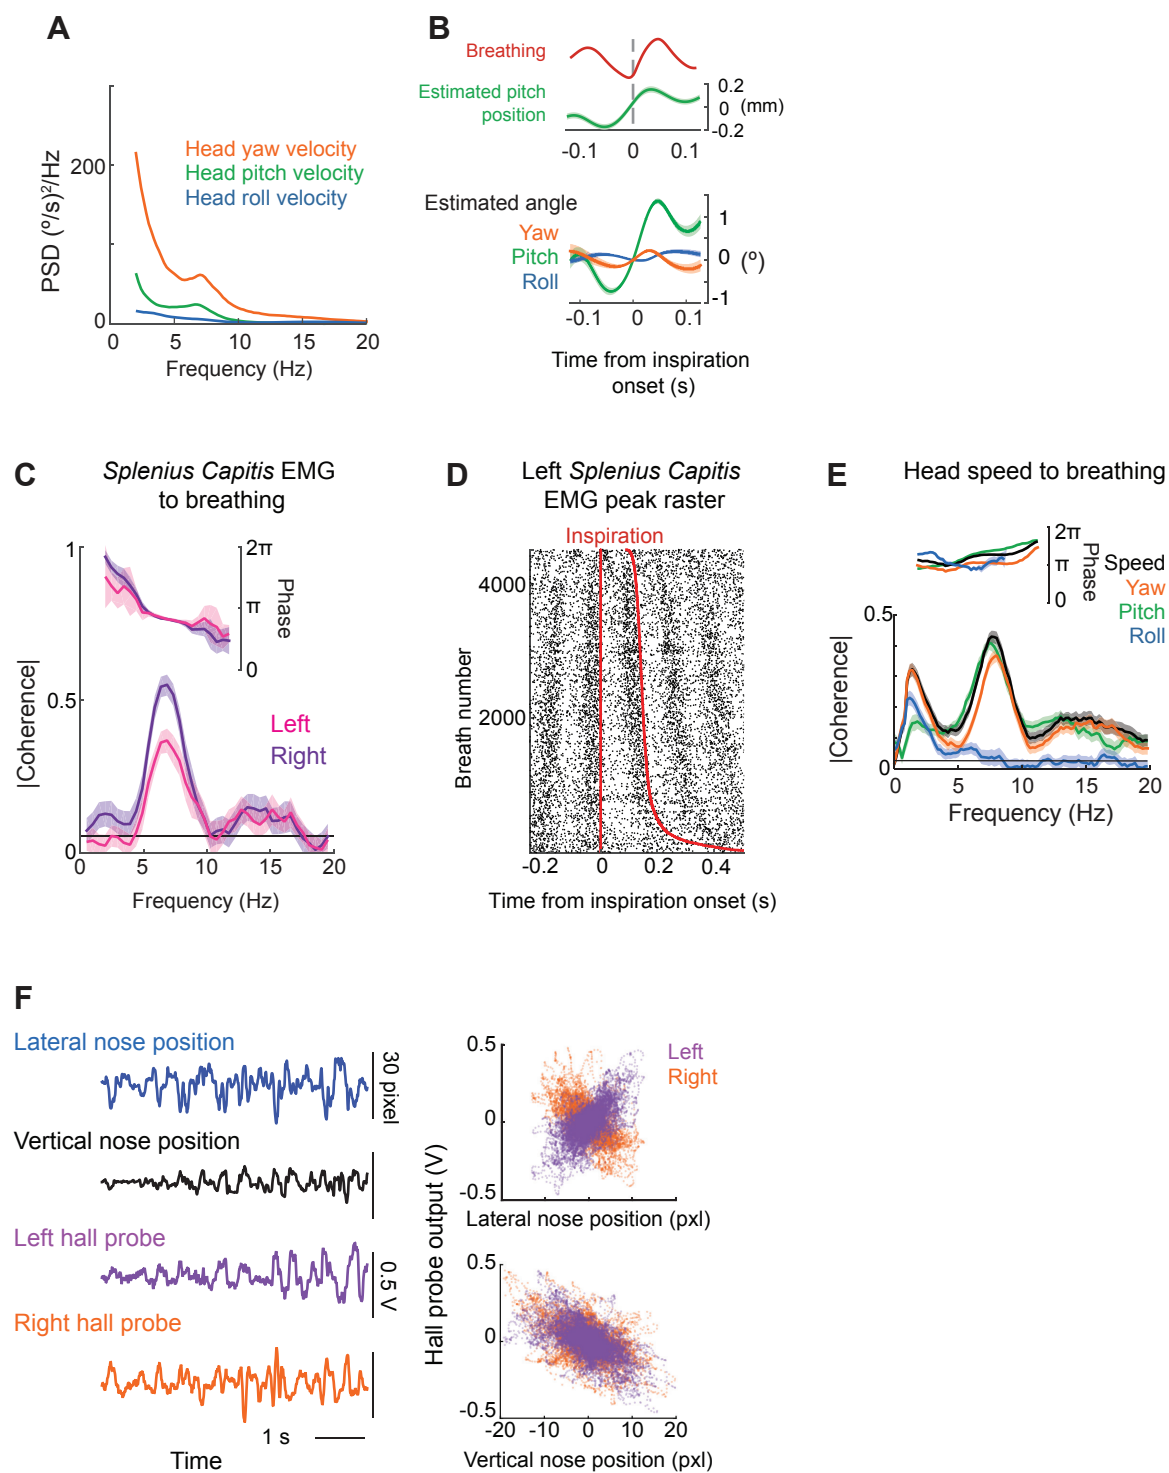 A
200
0
PSD (º/s)²/Hz
Head yaw velocity
Head pitch velocity
Head roll velocity
0 5 10 15 20
Frequency (Hz)
B
Breathing
Estimated pitch
position
0.2
0 (mm)
-0.2
-0.1 0 0.1
Estimated angle
Yaw
Pitch
Roll
1
0 (º)
-1
-0.1 0 0.1
Time from inspiration
onset (s)
C
Splenius Capitis EMG
to breathing
1
0.5
0
|Coherence|
2π
π
0
Phase
Left
Right
0 5 10 15 20
Frequency (Hz)
D
Left Splenius Capitis
EMG peak raster
Inspiration
4000
2000
Breath number
-0.2 0 0.2 0.4
Time from inspiration onset (s)
E
Head speed to breathing
2π
π
0
Phase
Speed
Yaw
Pitch
Roll
0.5
0
|Coherence|
5 10 15 20
Frequency (Hz)
F
Lateral nose position
30 pixel
Vertical nose position
Left hall probe
0.5 V
Right hall probe
1 s
Time
Hall probe output (V)
0.5
0
-0.5
Left
Right
Lateral nose position (pxl)
0.5
0
-0.5
-20 -10 0 10 20
Vertical nose position (pxl)